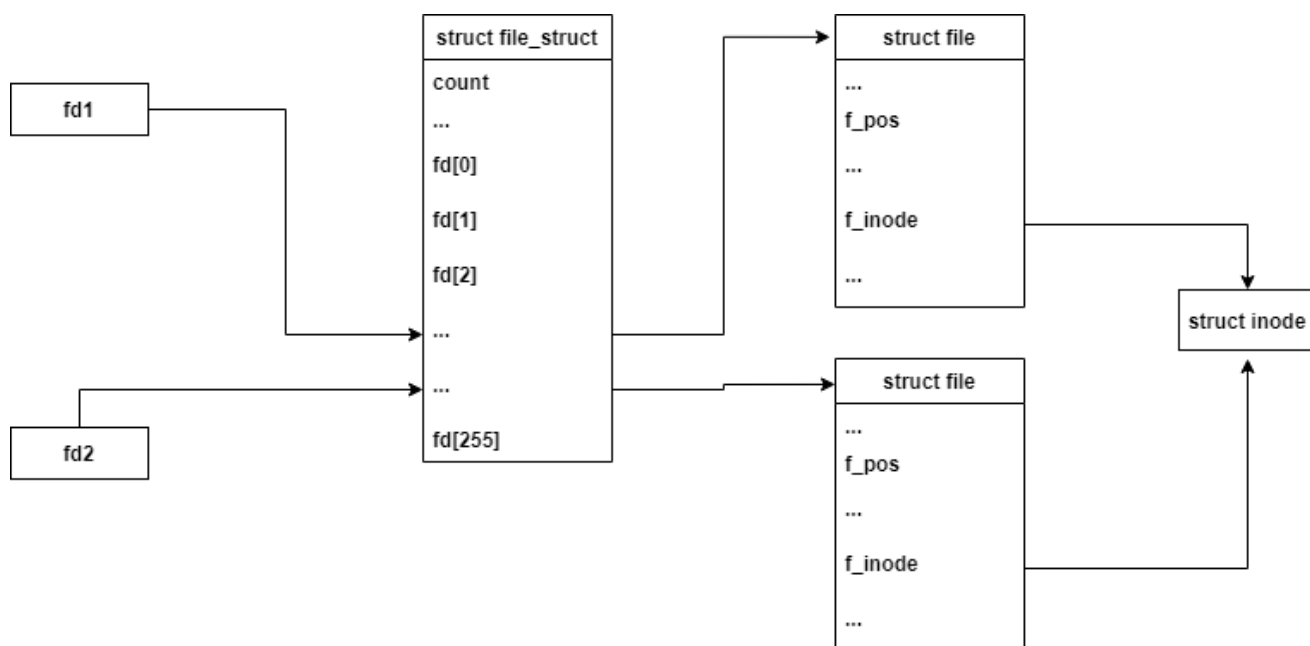 fd1
fd2
struct file_struct
count
...
fd[0]
fd[1]
fd[2]
...
...
fd[255]
struct file
...
f_pos
...
f_inode
...
struct file
...
f_pos
...
f_inode
...
struct inode